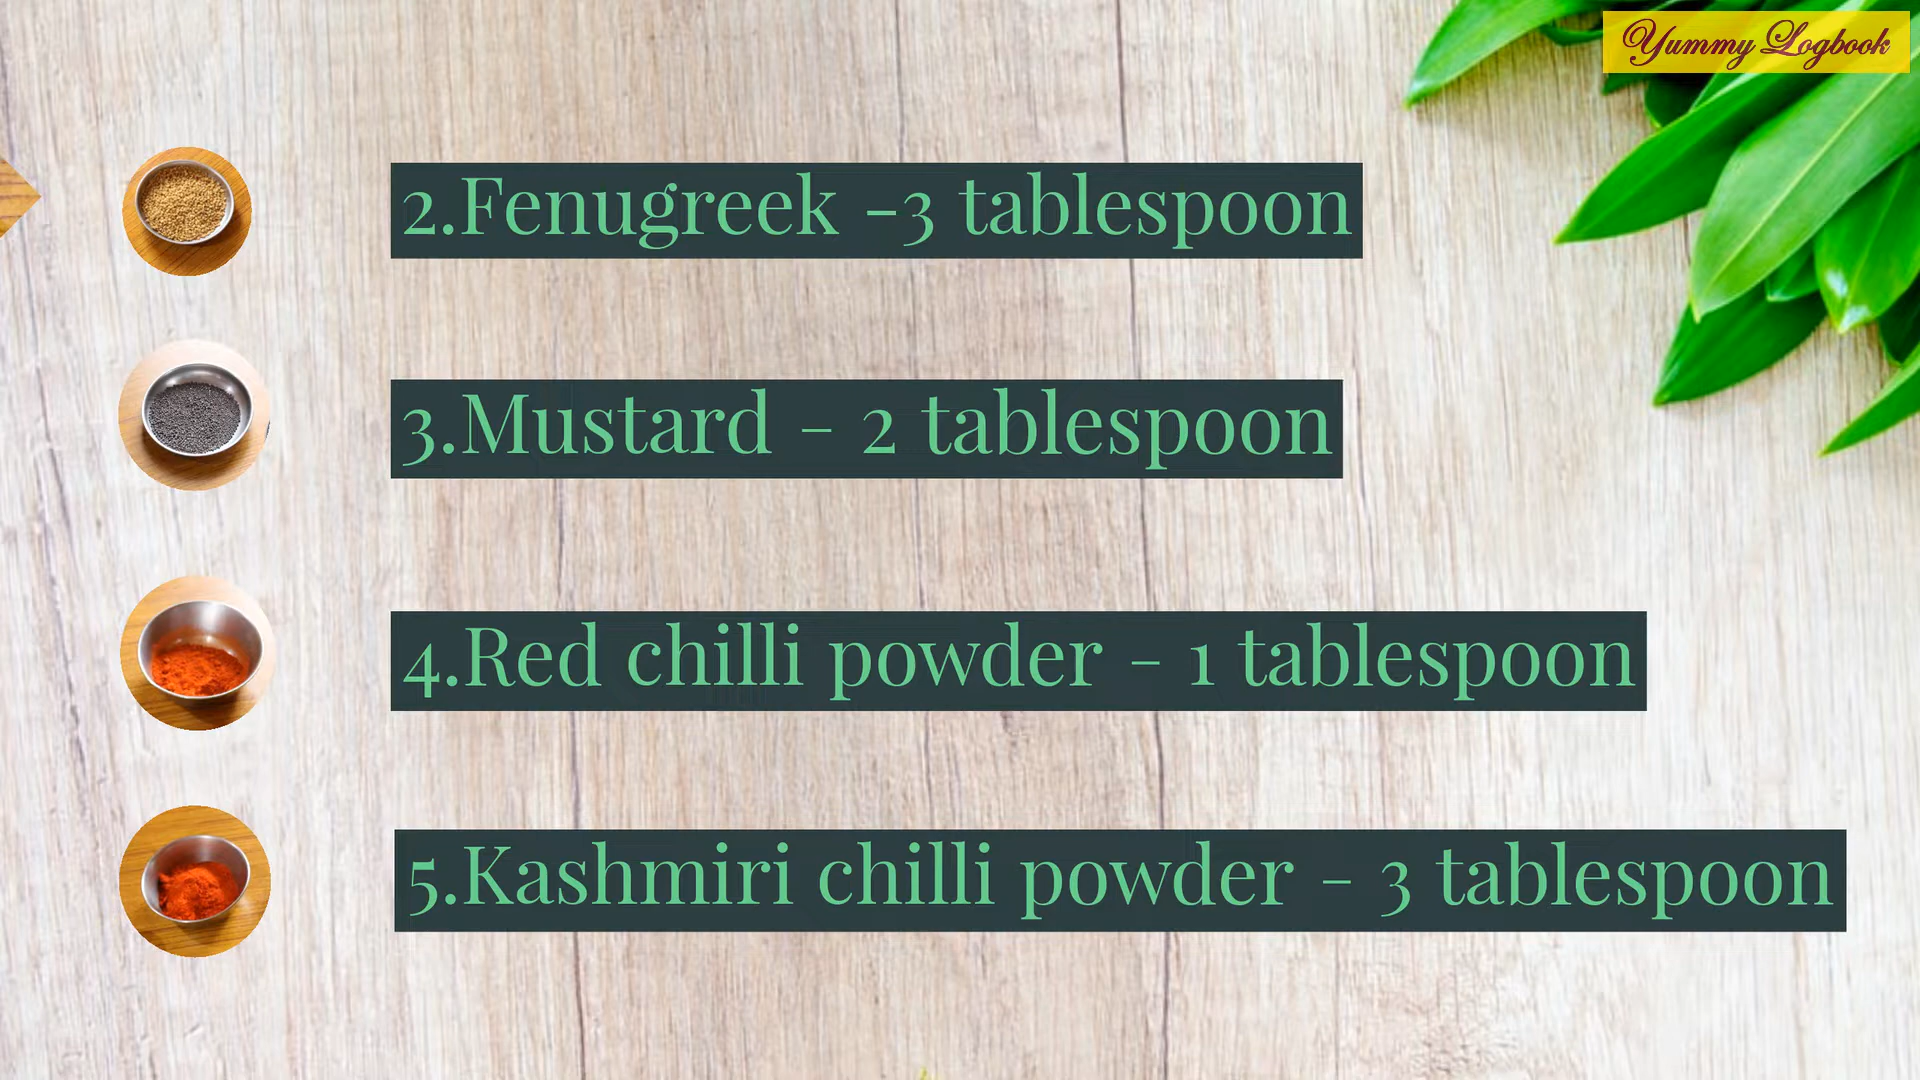 Yummy Logbook
2.Fenugreek -3 tablespoon
3.Mustard - 2 tablespoon
4.Red chilli powder - 1 tablespoon
5.Kashmiri chilli powder - 3 tablespoon